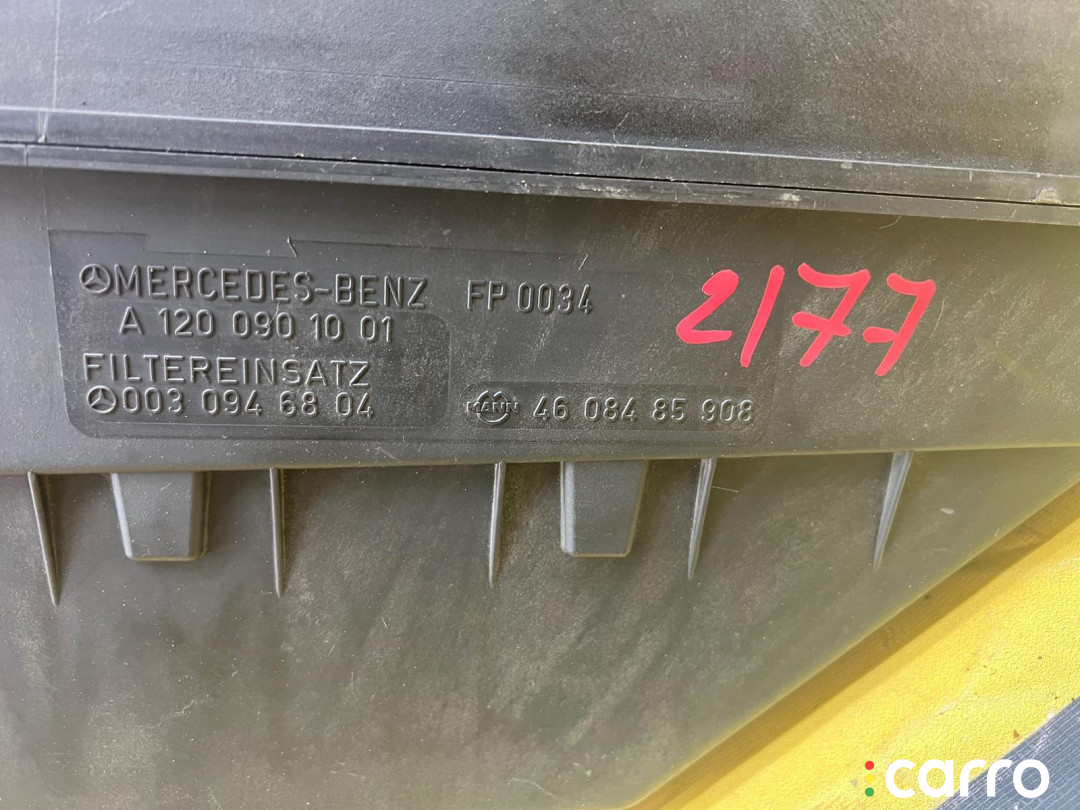 MERCEDES-BENZ FP 0034
A 120 090 10 01
FILTEREINSATZ
003 094 68 04
MANN 46 084 85 908
2177
carro